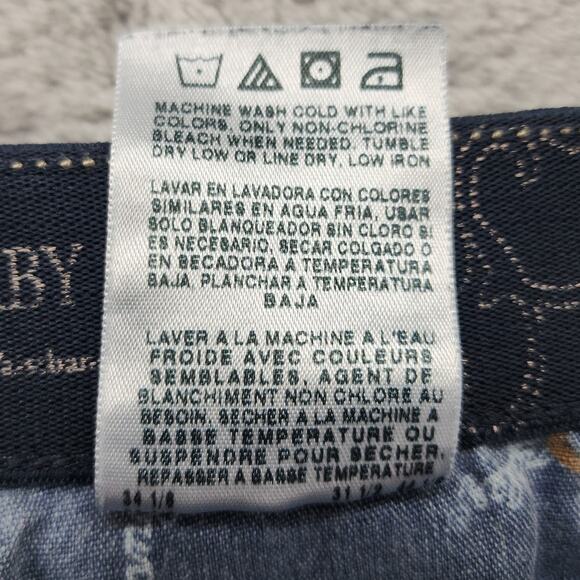 MACHINE WASH COLD WITH LIKE
COLORS, ONLY NON-CHLORINE
BLEACH WHEN NEEDED, TUMBLE
DRY LOW OR LINE DRY, LOW IRON
LAVAR EN LAVADORA CON COLORES
SIMILARES EN AGUA FRIA, USAR
SOLO BLANQUEADOR SIN CLORO SI
ES NECESARIO, SECAR COLGADO O
EN SECADORA A TEMPERATURA
BAJA, PLANCHAR A TEMPERATURA
BAJA
LAVER A LA MACHINE A L'EAU
FROIDE AVEC COULEURS
SEMBLABLES, AGENT DE
BLANCHIMENT NON CHLORE AU
BESOIN, SECHER A LA MACHINE A
BASSE TEMPERATURE OU
SUSPENDRE POUR SECHER,
REPASSER A BASSE TEMPERATURE
34 1/8 31 1/2
BY